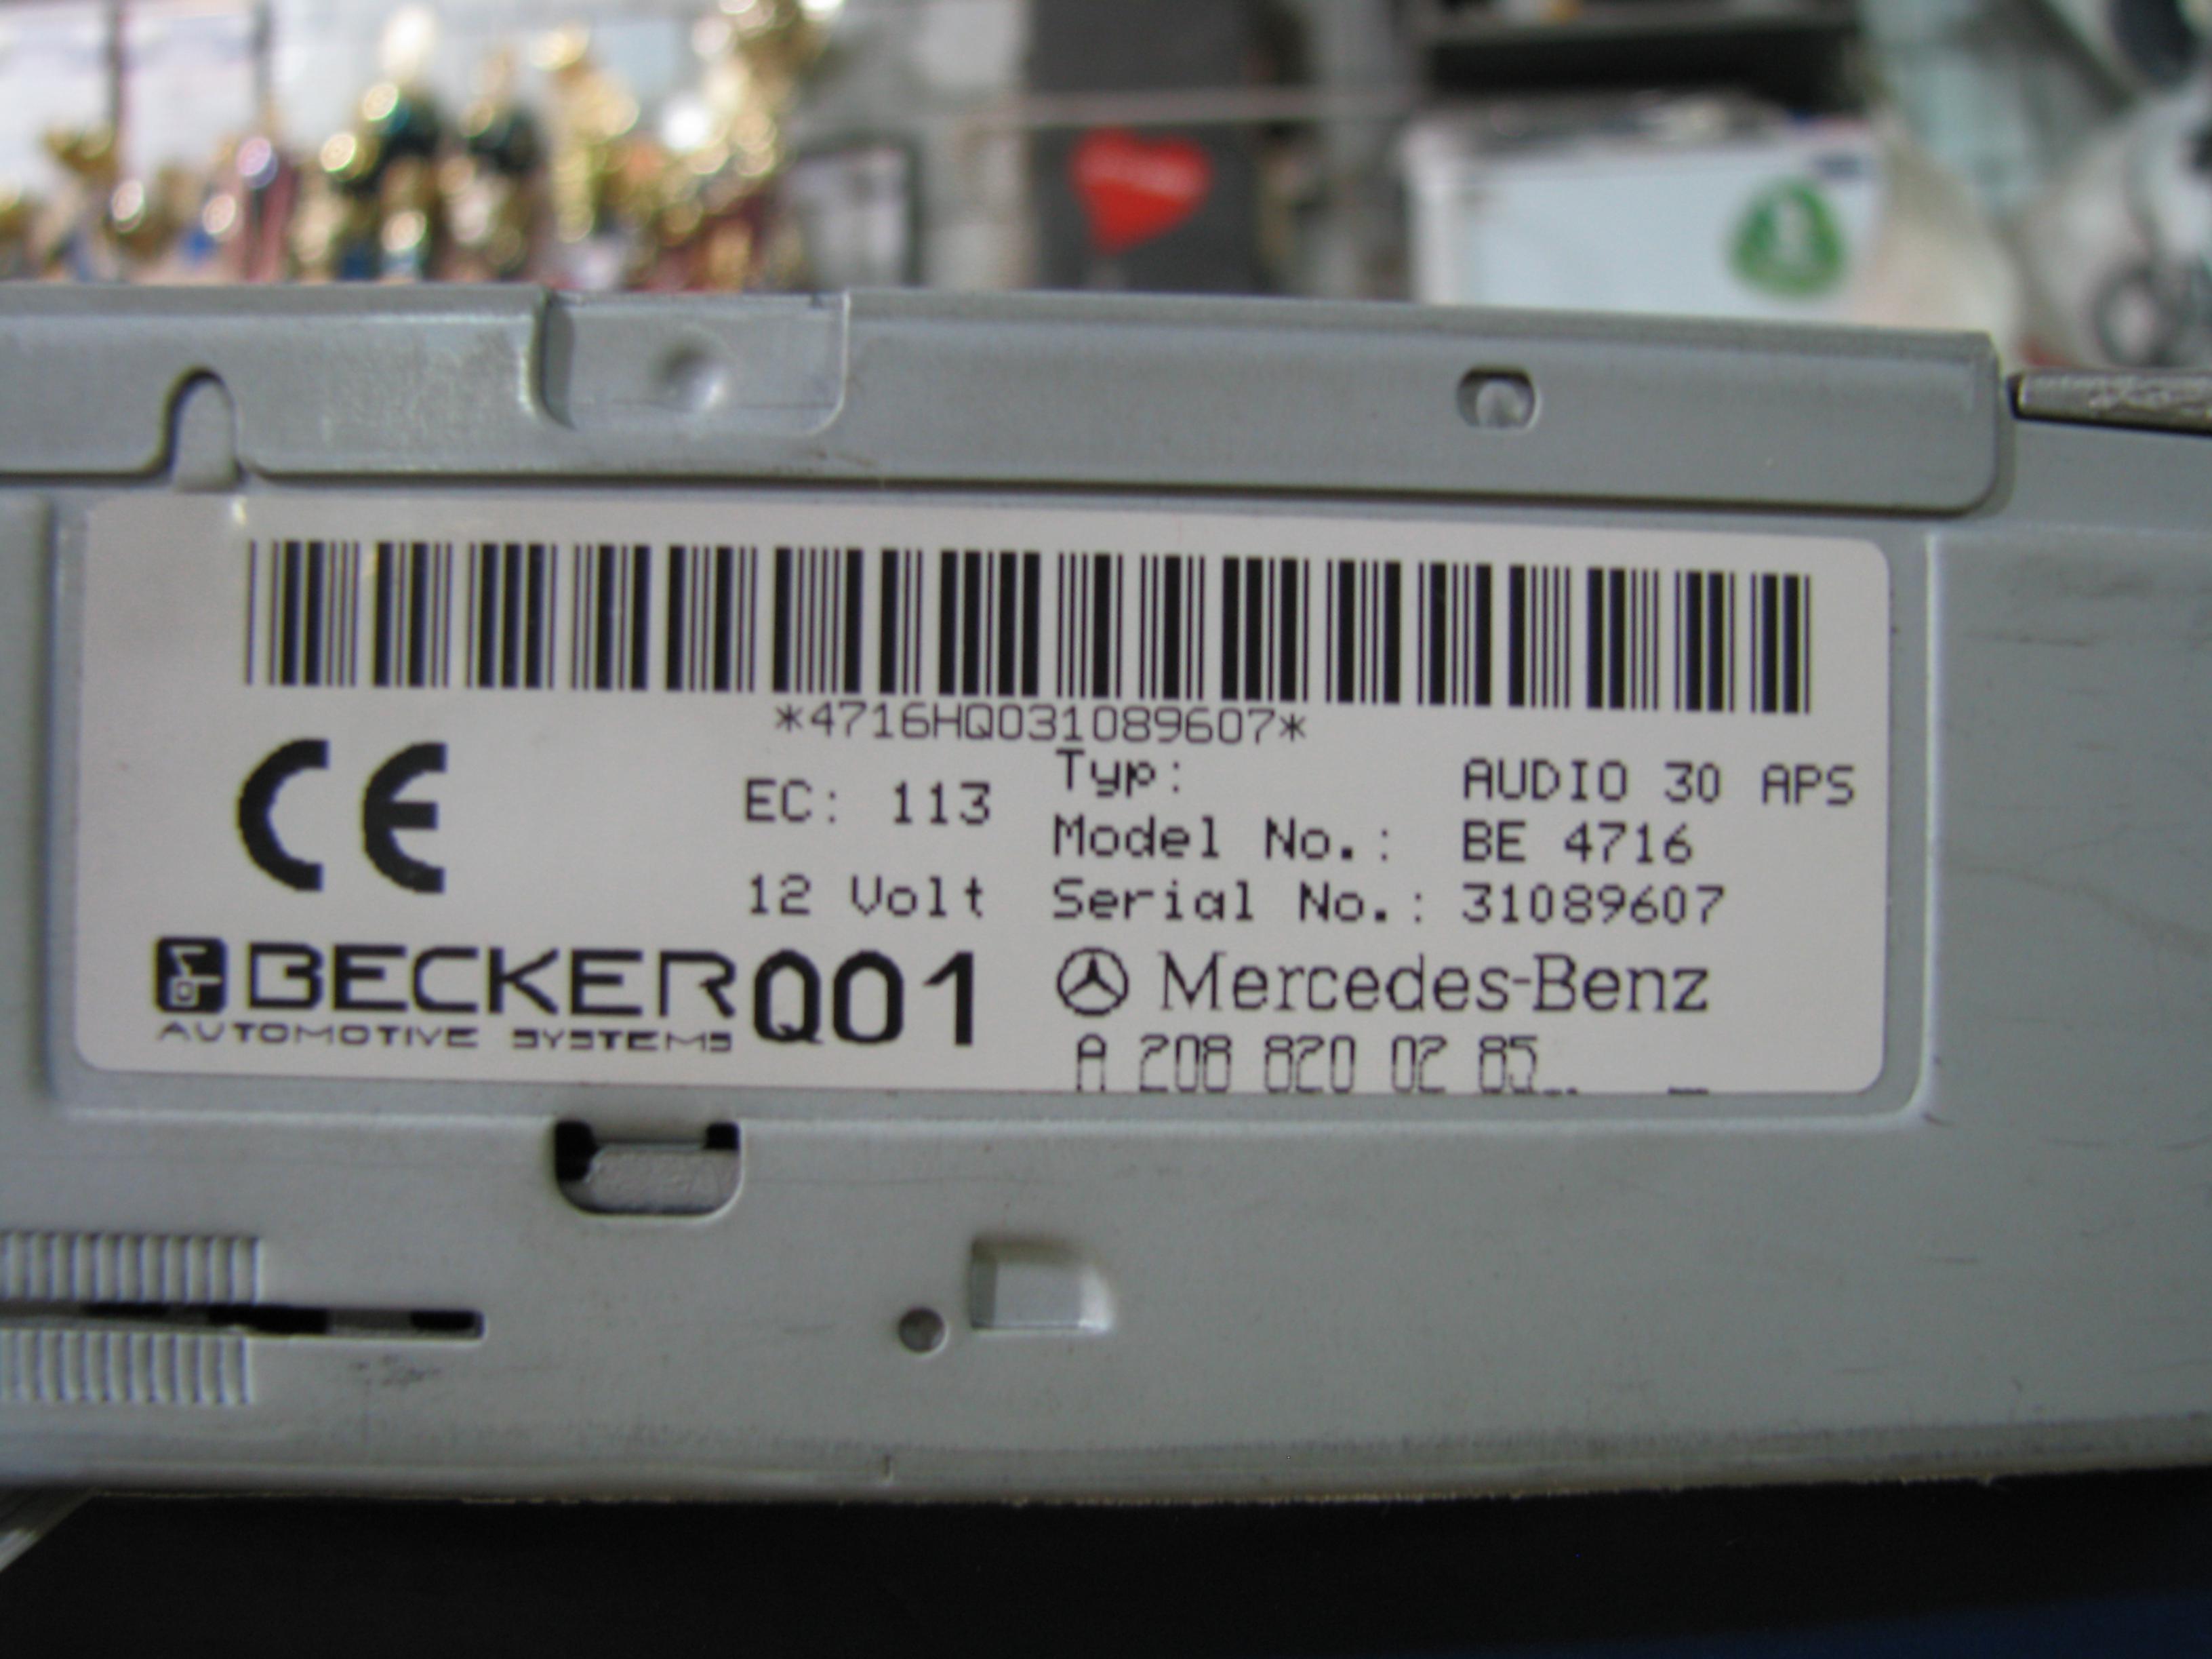 *4716HQ031089607*
CE
EC: 113
12 Volt
Typ: AUDIO 30 APS
Model No.: BE 4716
Serial No.: 31089607
BECKER Q01
AUTOMOTIVE SYSTEMS
Mercedes-Benz
A 208 820 02 85